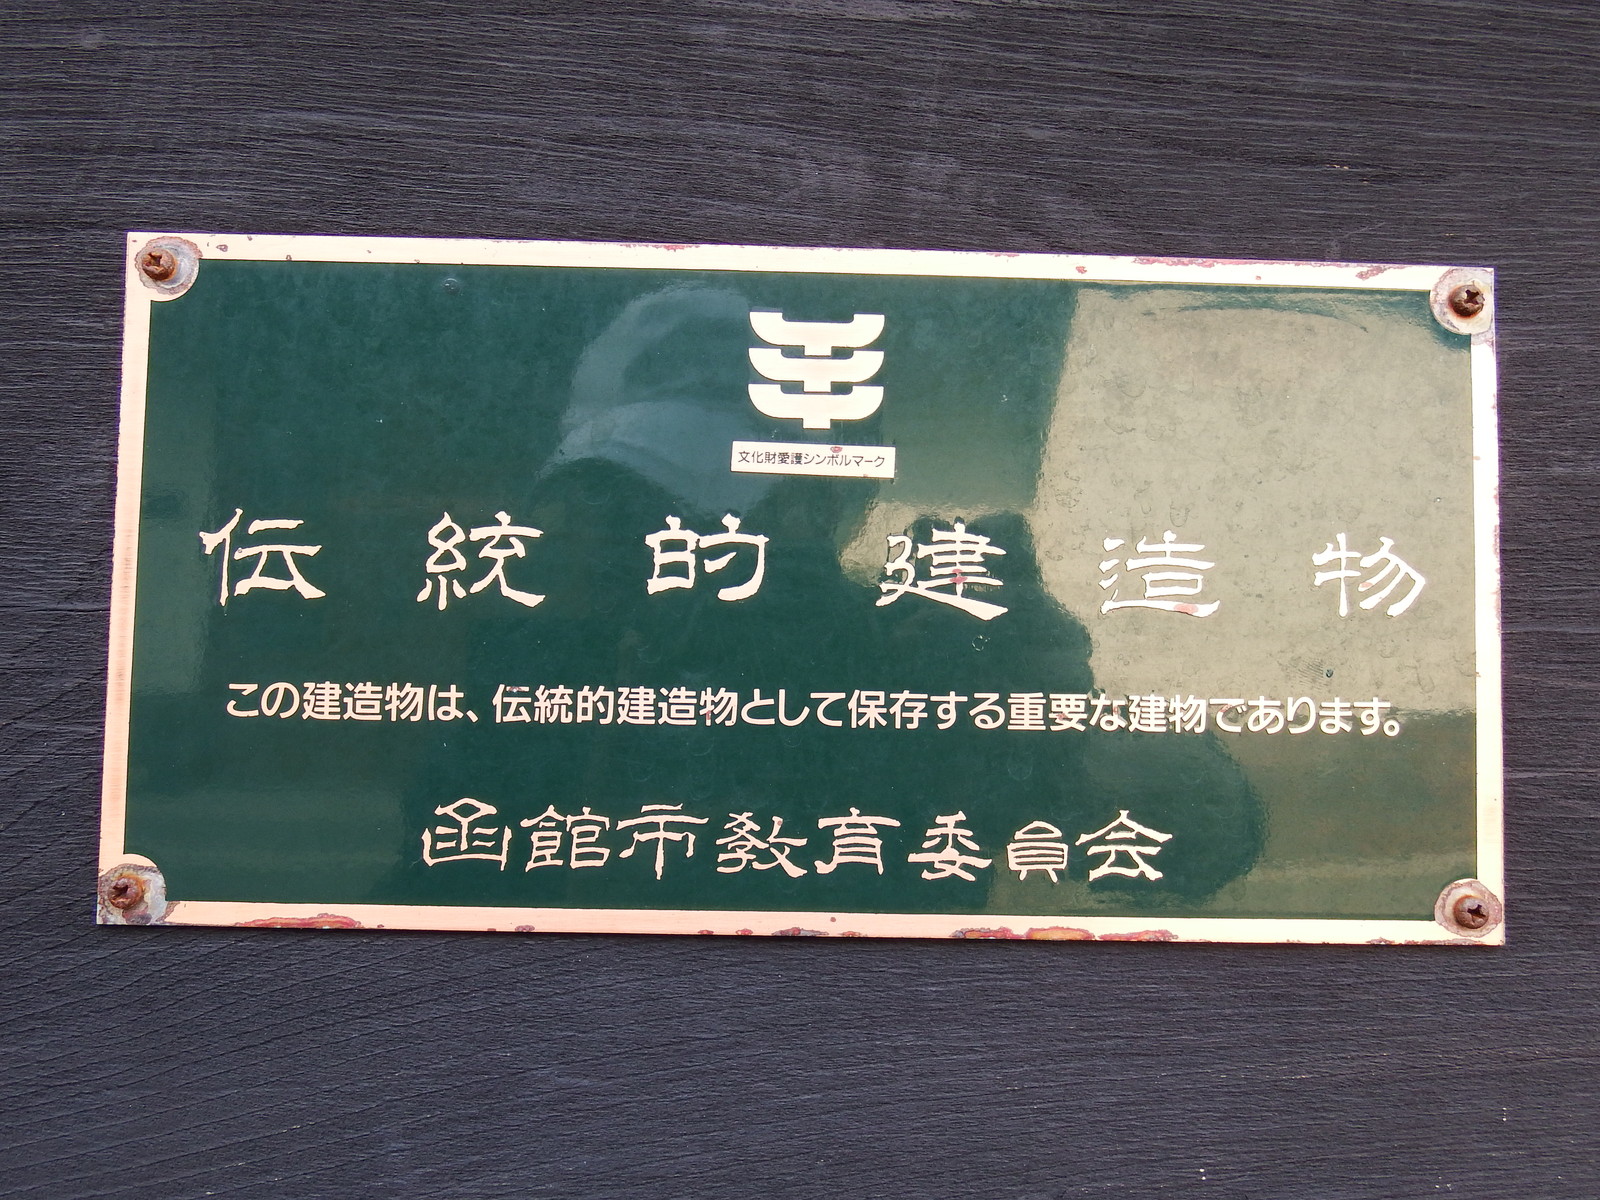 文化財愛護シンボルマーク
伝統的建造物
この建造物は、伝統的建造物として保存する重要な建物であります。
函館市教育委員会